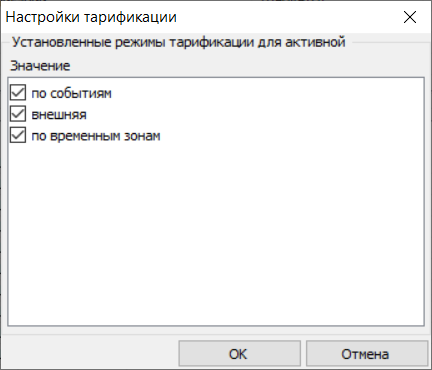 Настройки тарификации
Установленные режимы тарификации для активной
Значение
по событиям
внешняя
по временным зонам
OK
Отмена